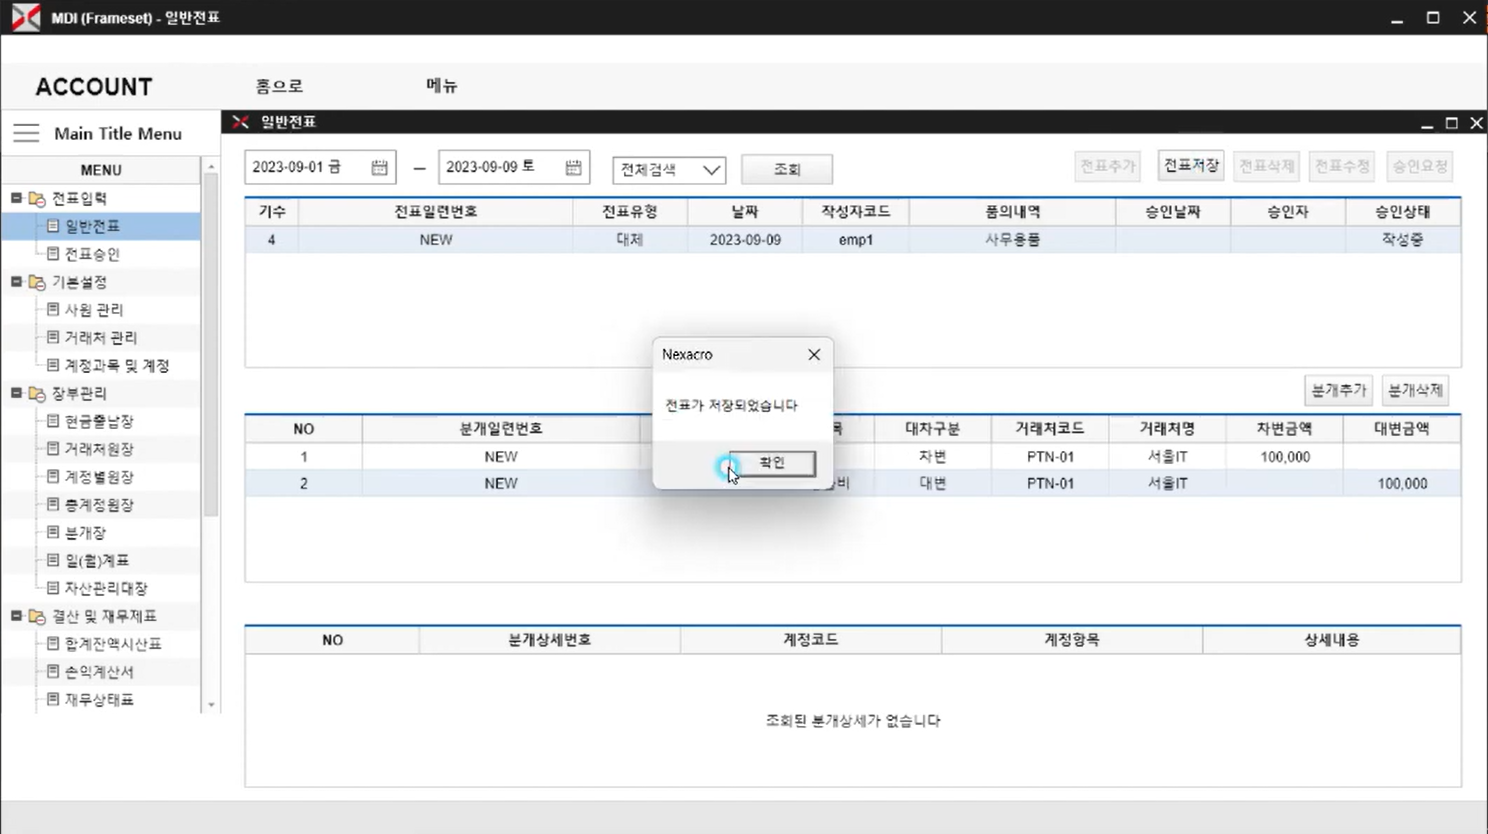 MDI (Frameset) - 일반전표
ACCOUNT 홈으로 메뉴
Main Title Menu
MENU
전표입력
일반전표
전표승인
기본설정
사원 관리
거래처 관리
계정과목 및 계정
장부관리
현금출납장
거래처원장
계정별원장
총계정원장
분개장
일(월)계표
자산관리대장
결산 및 재무제표
합계잔액시산표
손익계산서
재무상태표
일반전표
2023-09-01 금 — 2023-09-09 토 전체검색 조회 전표추가 전표저장 전표삭제 전표수정 승인요청
기수 전표일련번호 전표유형 날짜 작성자코드 품의내역 승인날짜 승인자 승인상태
4 NEW 대체 2023-09-09 emp1 사무용품 작성중
분개추가 분개삭제
NO 분개일련번호 목 대차구분 거래처코드 거래처명 차변금액 대변금액
1 NEW 차변 PTN-01 서울IT 100,000
2 NEW 대변 PTN-01 서울IT 100,000
Nexacro
전표가 저장되었습니다
확인
NO 분개상세번호 계정코드 계정항목 상세내용
조회된 분개상세가 없습니다